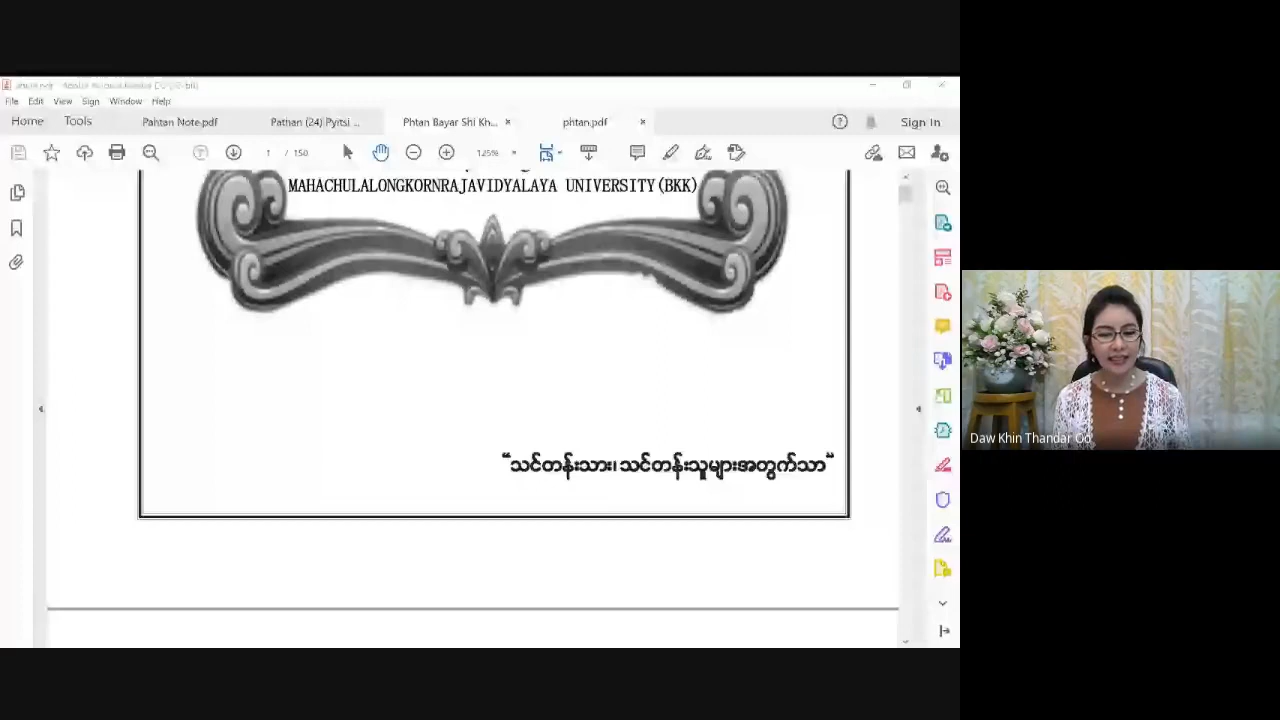 File Edit View Sign Window Help
Home Tools Pahtan Note.pdf Pathan (24) Pyitsi ... Phtan Bayar Shi Kh... × phtan.pdf × Sign In
1 / 150 125%
MAHACHULALONGKORNRAJAVIDYALAYA UNIVERSITY(BKK)
Daw Khin Thandar Oo
“သင်တန်းသား၊ သင်တန်းသူများအတွက်သာ“